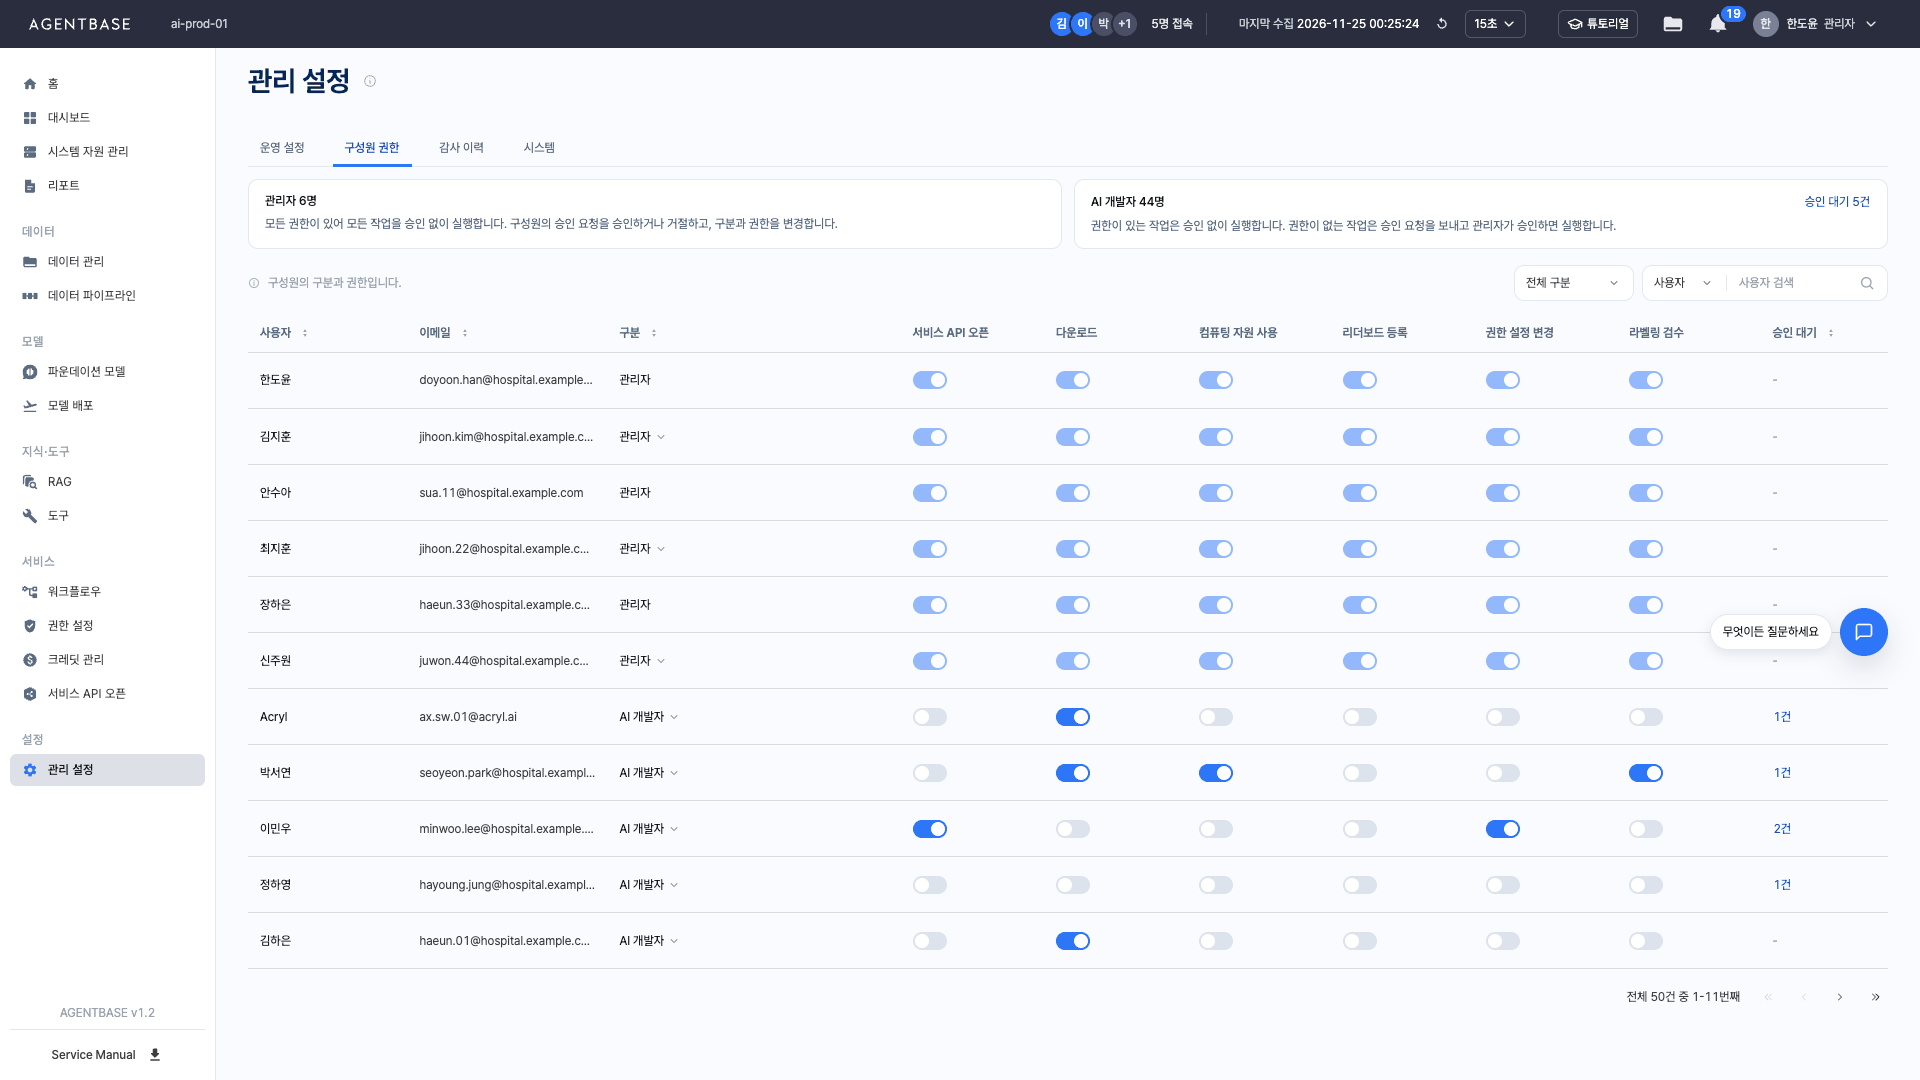 AGENTBASE
ai-prod-01
김 이 박 +1 5명 접속
마지막 수집 2026-11-25 00:25:24
15초
튜토리얼
19
한 한도윤 관리자
홈
대시보드
시스템 자원 관리
리포트
데이터
데이터 관리
데이터 파이프라인
모델
파운데이션 모델
모델 배포
지식·도구
RAG
도구
서비스
워크플로우
권한 설정
크레딧 관리
서비스 API 오픈
설정
관리 설정
AGENTBASE v1.2
Service Manual
관리 설정
운영 설정 구성원 권한 감사 이력 시스템
관리자 6명
모든 권한이 있어 모든 작업을 승인 없이 실행합니다. 구성원의 승인 요청을 승인하거나 거절하고, 구분과 권한을 변경합니다.
AI 개발자 44명 승인 대기 5건
권한이 있는 작업은 승인 없이 실행합니다. 권한이 없는 작업은 승인 요청을 보내고 관리자가 승인하면 실행합니다.
구성원의 구분과 권한입니다.
전체 구분 사용자 사용자 검색
사용자 이메일 구분 서비스 API 오픈 다운로드 컴퓨팅 자원 사용 리더보드 등록 권한 설정 변경 라벨링 검수 승인 대기
한도윤 doyoon.han@hospital.example... 관리자 -
김지훈 jihoon.kim@hospital.example.c... 관리자 -
안수아 sua.11@hospital.example.com 관리자 -
최지훈 jihoon.22@hospital.example.c... 관리자 -
장하은 haeun.33@hospital.example.c... 관리자 -
무엇이든 질문하세요
신주원 juwon.44@hospital.example.c... 관리자 -
Acryl ax.sw.01@acryl.ai AI 개발자 1건
박서연 seoyeon.park@hospital.exampl... AI 개발자 1건
이민우 minwoo.lee@hospital.example.... AI 개발자 2건
정하영 hayoung.jung@hospital.exampl... AI 개발자 1건
김하은 haeun.01@hospital.example.c... AI 개발자 -
전체 50건 중 1-11번째